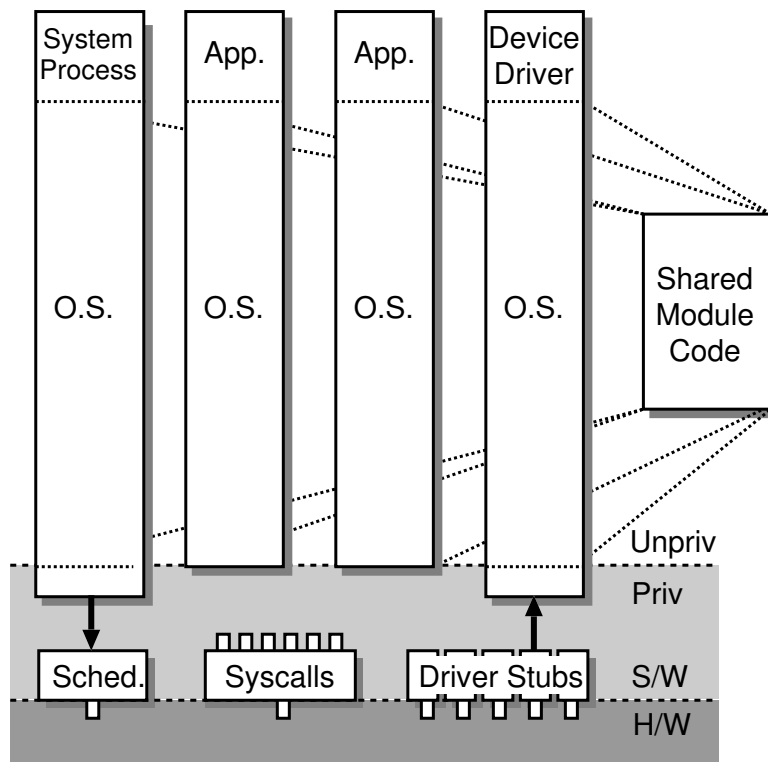 System
Process
App.
App.
Device
Driver
O.S.
O.S.
O.S.
O.S.
Shared
Module
Code
Unpriv
Priv
Sched.
Syscalls
Driver Stubs
S/W
H/W